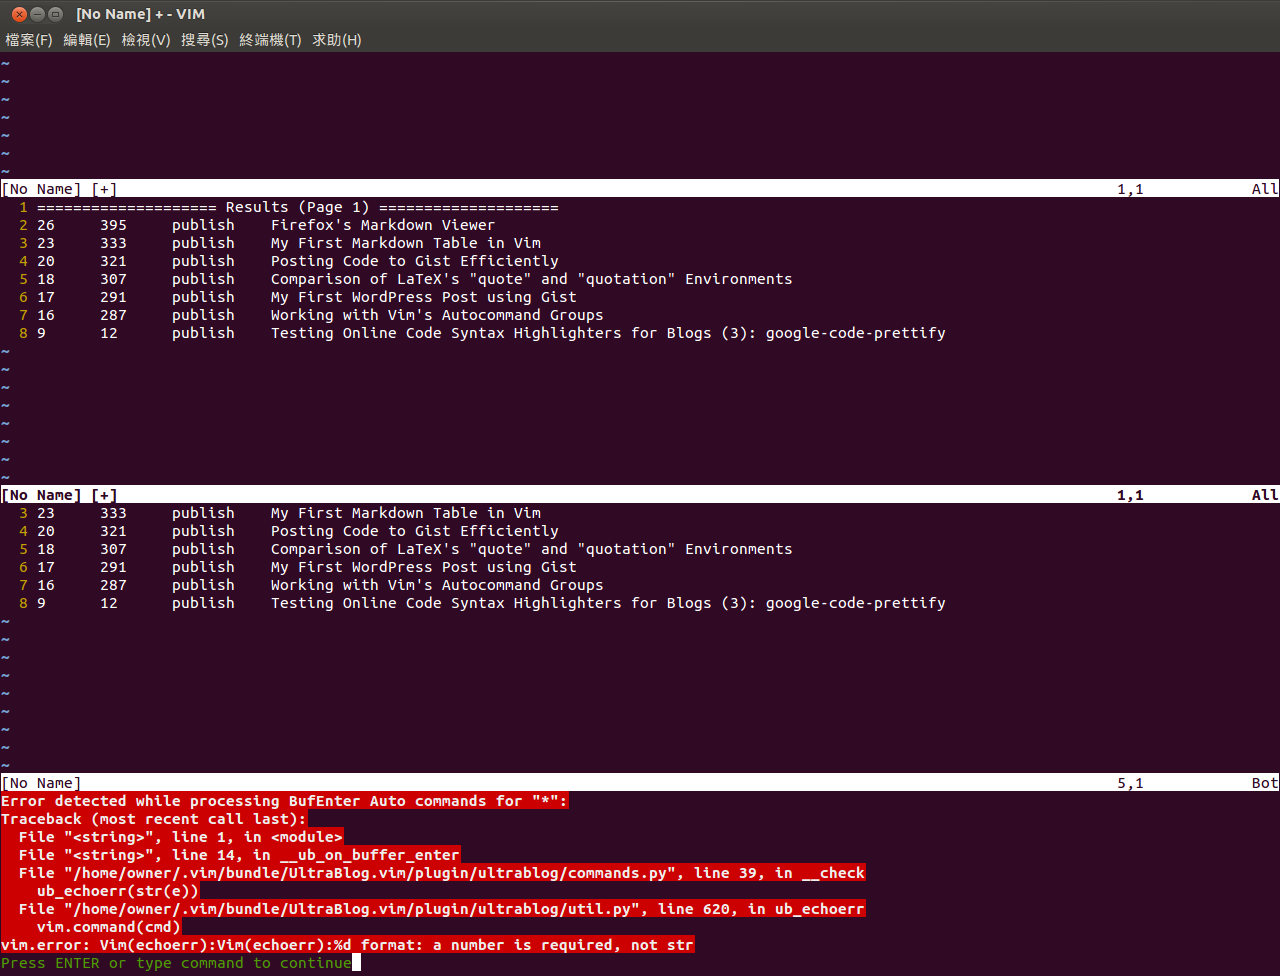 [No Name] + - VIM
檔案(F) 編輯(E) 檢視(V) 搜尋(S) 終端機(T) 求助(H)
~
~
~
~
~
~
~
[No Name] [+] 1,1 All
1 ==================== Results (Page 1) ====================
2 26 395 publish Firefox's Markdown Viewer
3 23 333 publish My First Markdown Table in Vim
4 20 321 publish Posting Code to Gist Efficiently
5 18 307 publish Comparison of LaTeX's "quote" and "quotation" Environments
6 17 291 publish My First WordPress Post using Gist
7 16 287 publish Working with Vim's Autocommand Groups
8 9 12 publish Testing Online Code Syntax Highlighters for Blogs (3): google-code-prettify
~
~
~
~
~
~
~
~
[No Name] [+] 1,1 All
3 23 333 publish My First Markdown Table in Vim
4 20 321 publish Posting Code to Gist Efficiently
5 18 307 publish Comparison of LaTeX's "quote" and "quotation" Environments
6 17 291 publish My First WordPress Post using Gist
7 16 287 publish Working with Vim's Autocommand Groups
8 9 12 publish Testing Online Code Syntax Highlighters for Blogs (3): google-code-prettify
~
~
~
~
~
~
~
~
~
[No Name] 5,1 Bot
Error detected while processing BufEnter Auto commands for "*":
Traceback (most recent call last):
  File "<string>", line 1, in <module>
  File "<string>", line 14, in __ub_on_buffer_enter
  File "/home/owner/.vim/bundle/UltraBlog.vim/plugin/ultrablog/commands.py", line 39, in __check
    ub_echoerr(str(e))
  File "/home/owner/.vim/bundle/UltraBlog.vim/plugin/ultrablog/util.py", line 620, in ub_echoerr
    vim.command(cmd)
vim.error: Vim(echoerr):Vim(echoerr):%d format: a number is required, not str
Press ENTER or type command to continue